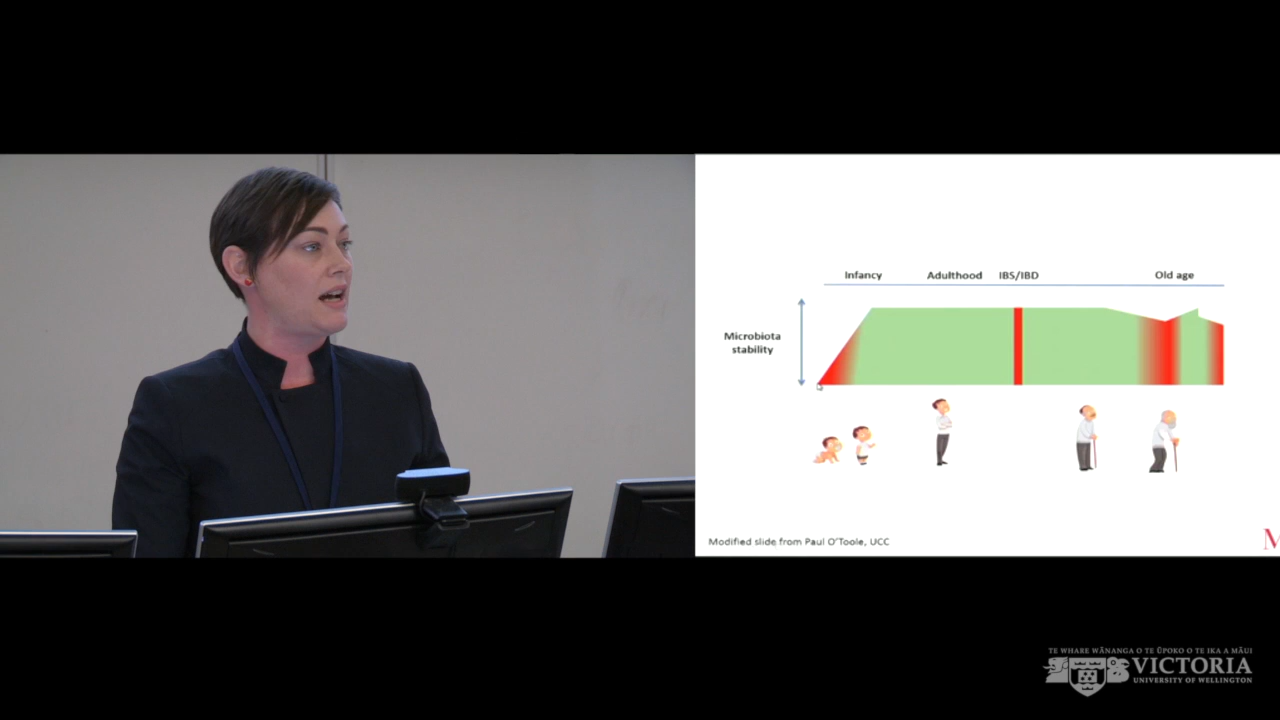 Infancy Adulthood IBS/IBD Old age
Microbiota
stability
Modified slide from Paul O'Toole, UCC
M
TE WHARE WĀNANGA O TE ŪPOKO O TE IKA A MĀUI
VICTORIA
UNIVERSITY OF WELLINGTON